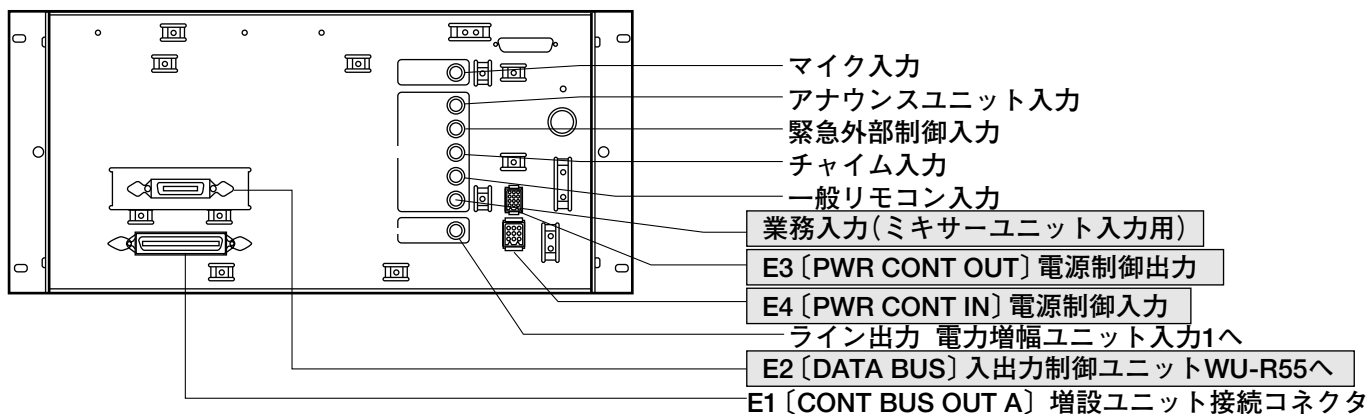 マイク入力
アナウンスユニット入力
緊急外部制御入力
チャイム入力
一般リモコン入力
業務入力(ミキサーユニット入力用)
E3〔PWR CONT OUT〕電源制御出力
E4〔PWR CONT IN〕電源制御入力
ライン出力 電力増幅ユニット入力1へ
E2〔DATA BUS〕入出力制御ユニットWU-R55へ
E1〔CONT BUS OUT A〕増設ユニット接続コネクタ